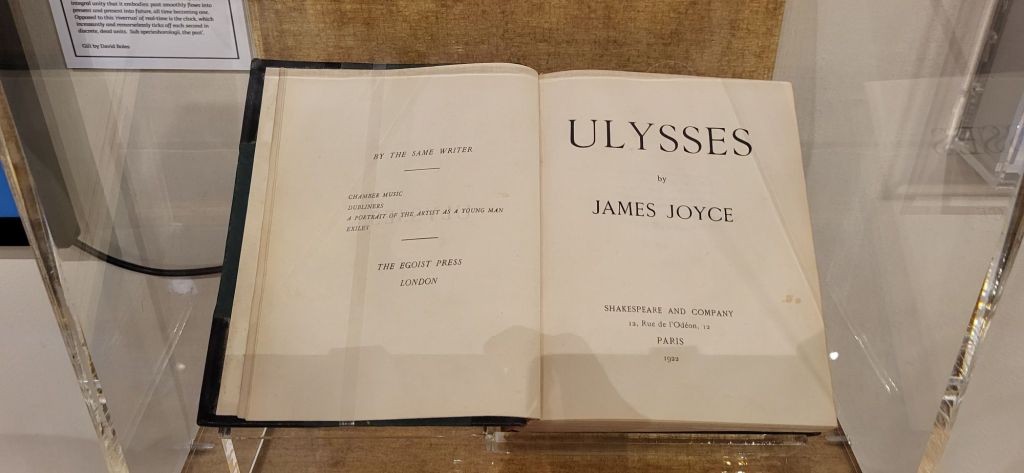 integral unity that it embodies: past smoothly flows into
present and present into future, all time becoming one.
Opposed to this 'riverrun' of real-time is the clock, which
incessantly and remorselessly ticks off each second in
discrete, dead units.
the past'.
Gift by David Boles
BY THE SAME WRITER
CHAMBER MUSIC
DUBLINERS
A PORTRAIT OF THE ARTIST AS A YOUNG MAN
EXILES
THE EGOIST PRESS
LONDON
ULYSSES
by
JAMES JOYCE
SHAKESPEARE AND COMPANY
12, Rue de l'Odéon, 12
PARIS
1922